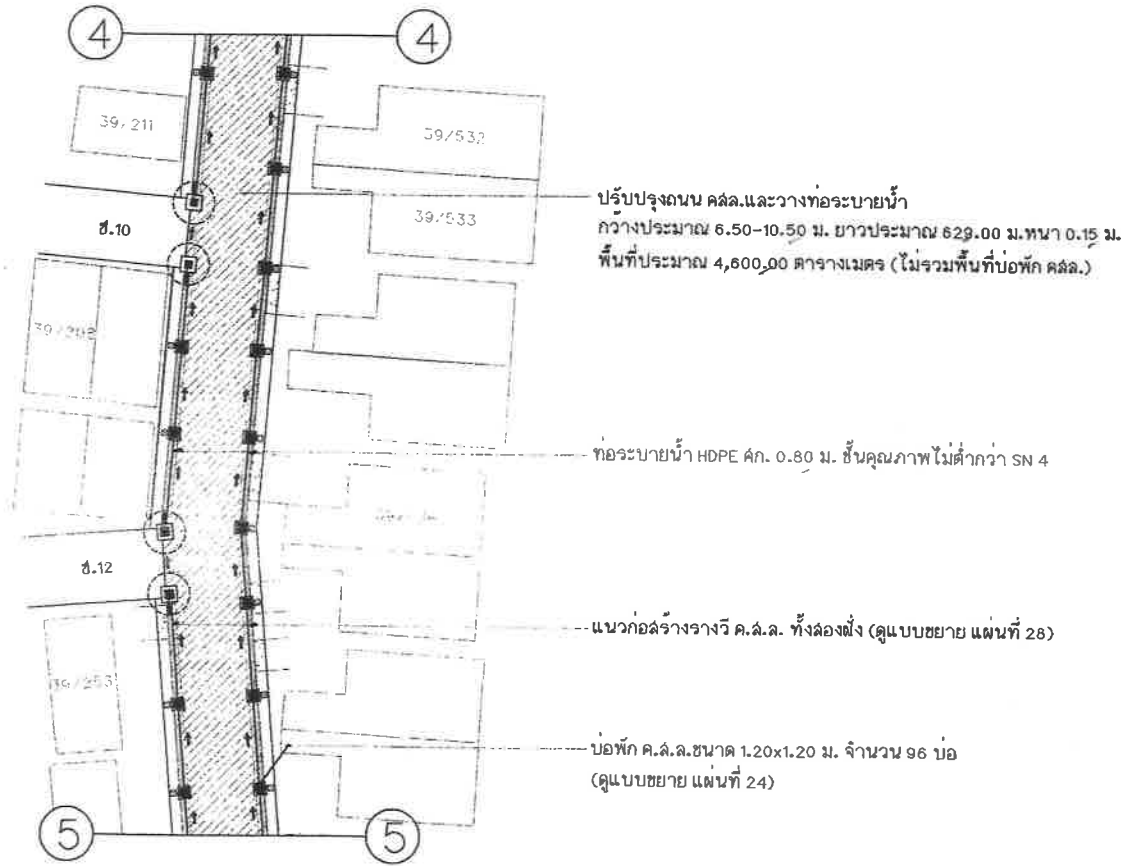 4 4
39/211
39/532
ปรับปรุงถนน คสล.และวางท่อระบายน้ำ
39/533
กว้างประมาณ 6.50-10.50 ม. ยาวประมาณ 629.00 ม.หนา 0.15 ม.
ซ.10
พื้นที่ประมาณ 4,600.00 ตารางเมตร (ไม่รวมพื้นที่บ่อพัก คสล.)
ท่อระบายน้ำ HDPE ศก. 0.80 ม. ชั้นคุณภาพไม่ต่ำกว่า SN 4
ซ.12
แนวก่อสร้างรางวี ค.ส.ล. ทั้งสองฝั่ง (ดูแบบขยาย แผ่นที่ 28)
39/253
บ่อพัก ค.ส.ล.ขนาด 1.20x1.20 ม. จำนวน 96 บ่อ
(ดูแบบขยาย แผ่นที่ 24)
5 5